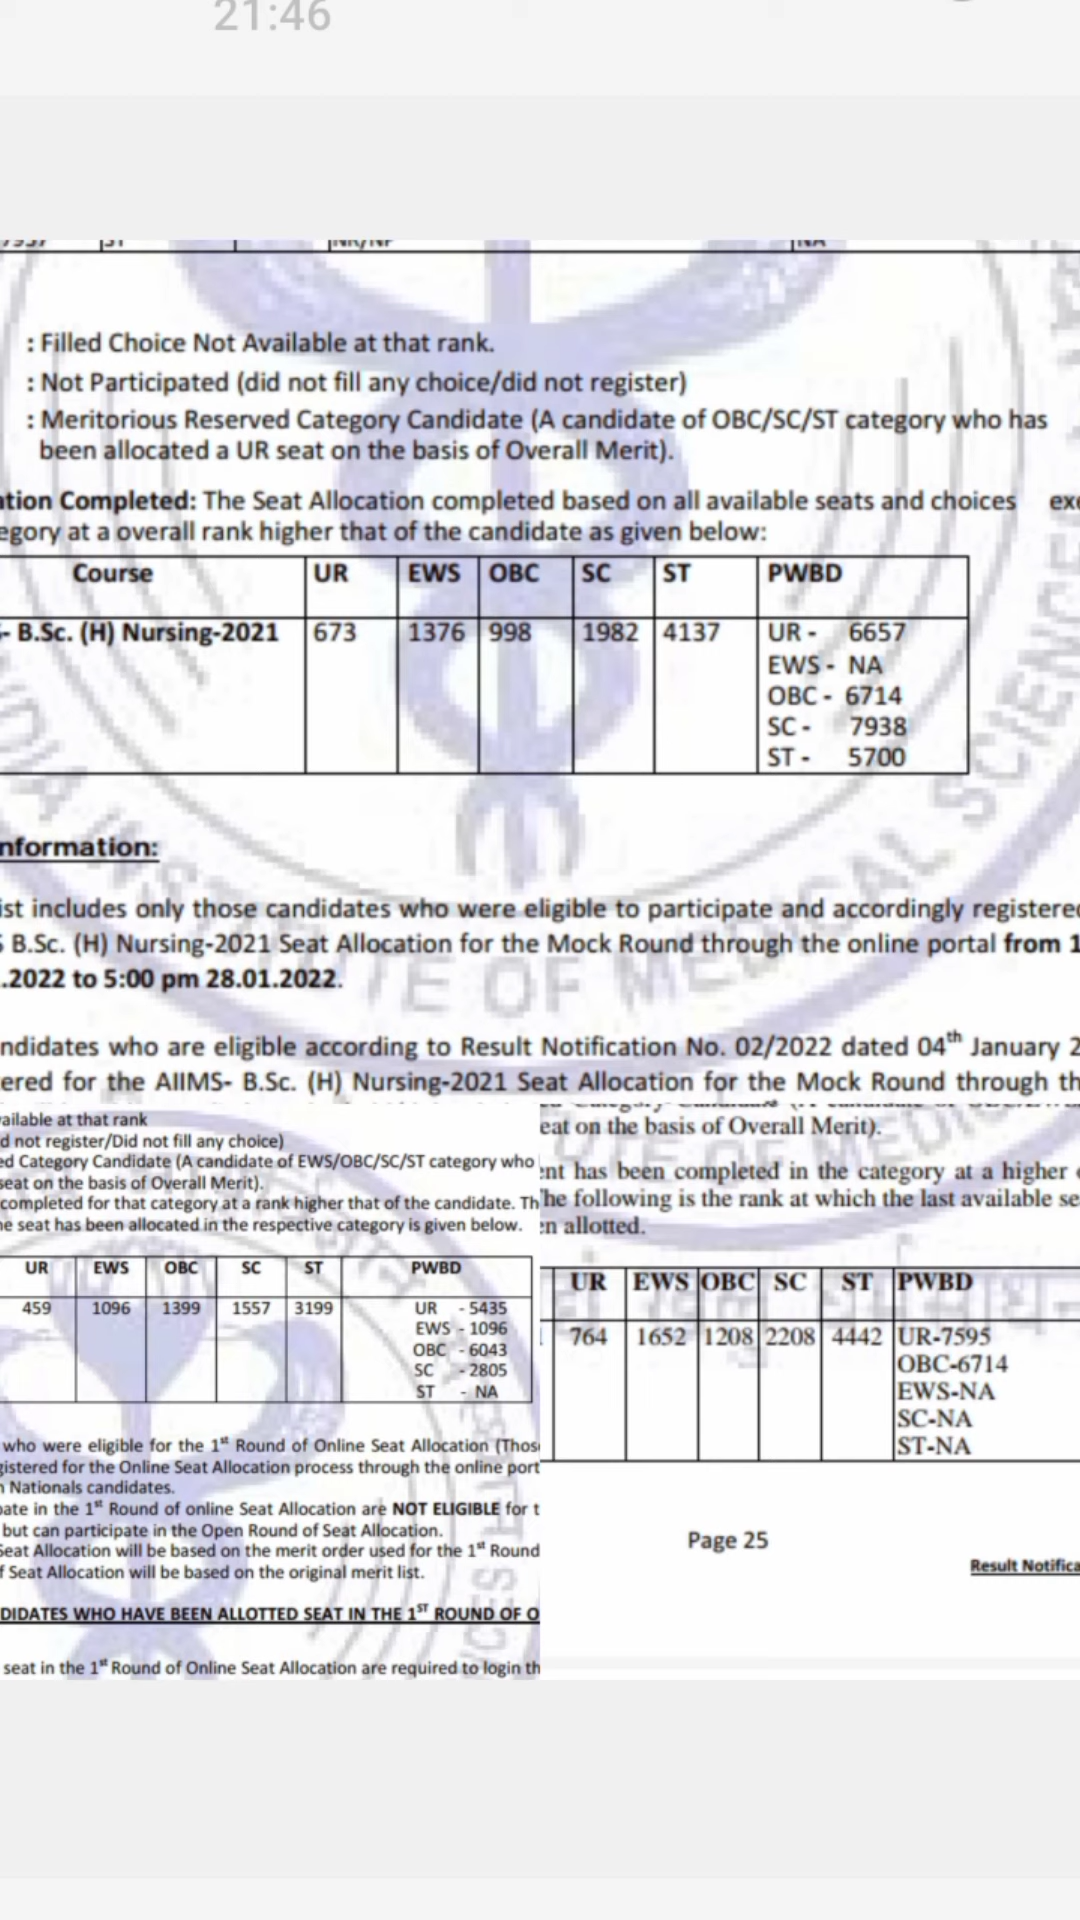 21:46
: Filled Choice Not Available at that rank.
: Not Participated (did not fill any choice/did not register)
: Meritorious Reserved Category Candidate (A candidate of OBC/SC/ST category who has
been allocated a UR seat on the basis of Overall Merit).
tion Completed: The Seat Allocation completed based on all available seats and choices exc
egory at a overall rank higher that of the candidate as given below:
Course UR EWS OBC SC ST PWBD
- B.Sc. (H) Nursing-2021 673 1376 998 1982 4137 UR - 6657
EWS - NA
OBC - 6714
SC - 7938
ST - 5700
nformation:
ist includes only those candidates who were eligible to participate and accordingly registered
B.Sc. (H) Nursing-2021 Seat Allocation for the Mock Round through the online portal from 1
.2022 to 5:00 pm 28.01.2022.
ndidates who are eligible according to Result Notification No. 02/2022 dated 04th January 2
ered for the AIIMS- B.Sc. (H) Nursing-2021 Seat Allocation for the Mock Round through th
vailable at that rank
d not register/Did not fill any choice)
ed Category Candidate (A candidate of EWS/OBC/SC/ST category who
seat on the basis of Overall Merit).
completed for that category at a rank higher that of the candidate. Th
ne seat has been allocated in the respective category is given below.
UR EWS OBC SC ST PWBD
459 1096 1399 1557 3199 UR - 5435
EWS - 1096
OBC - 6043
SC - 2805
ST - NA
who were eligible for the 1st Round of Online Seat Allocation (Thos
gistered for the Online Seat Allocation process through the online port
n Nationals candidates.
pate in the 1st Round of online Seat Allocation are NOT ELIGIBLE for t
but can participate in the Open Round of Seat Allocation.
Seat Allocation will be based on the merit order used for the 1st Round
f Seat Allocation will be based on the original merit list.
DIDATES WHO HAVE BEEN ALLOTTED SEAT IN THE 1ST ROUND OF O
seat in the 1st Round of Online Seat Allocation are required to login th
eat on the basis of Overall Merit).
ent has been completed in the category at a higher
he following is the rank at which the last available se
en allotted.
UR EWS OBC SC ST PWBD
764 1652 1208 2208 4442 UR-7595
OBC-6714
EWS-NA
SC-NA
ST-NA
Page 25
Result Notifica